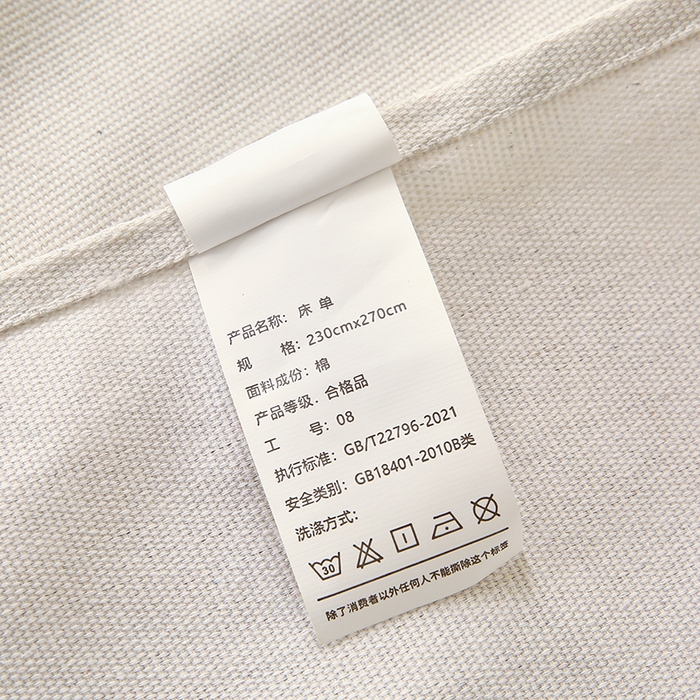 产品名称：床 单
规 格：230cmx270cm
面料成份：棉
产品等级．合格品
工 号：08
执行标准：GB/T22796-2021
安全类别：GB18401-2010B类
洗涤方式：
30
除了消费者以外任何人不能撕除这个标签